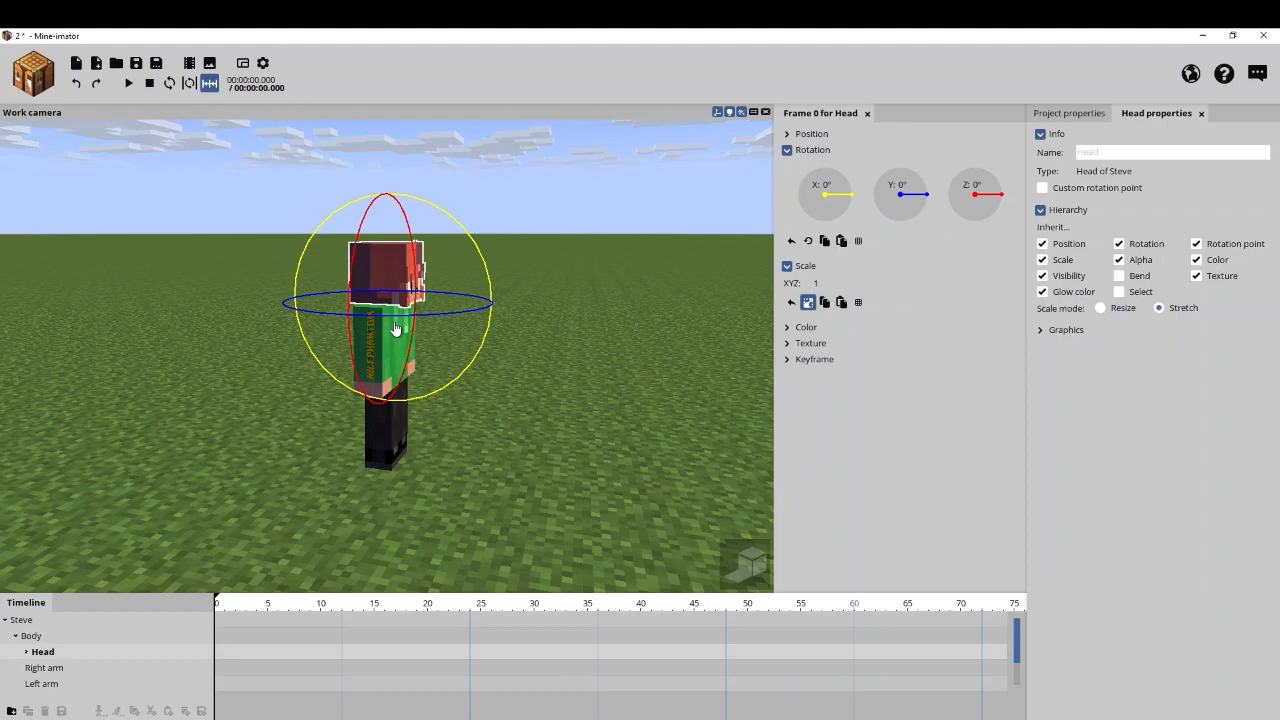 2 * - Mine-imator
00:00:00.000
/ 00:00:00.000
Work camera
Frame 0 for Head
Position
Rotation
X: 0°
Y: 0°
Z: 0°
Scale
XYZ: 1
Color
Texture
Keyframe
Project properties
Head properties
Info
Name: Head
Type: Head of Steve
Custom rotation point
Hierarchy
Inherit...
Position Rotation Rotation point
Scale Alpha Color
Visibility Bend Texture
Glow color Select
Scale mode: Resize Stretch
Graphics
Timeline
0 5 10 15 20 25 30 35 40 45 50 55 60 65 70 75
Steve
Body
Head
Right arm
Left arm